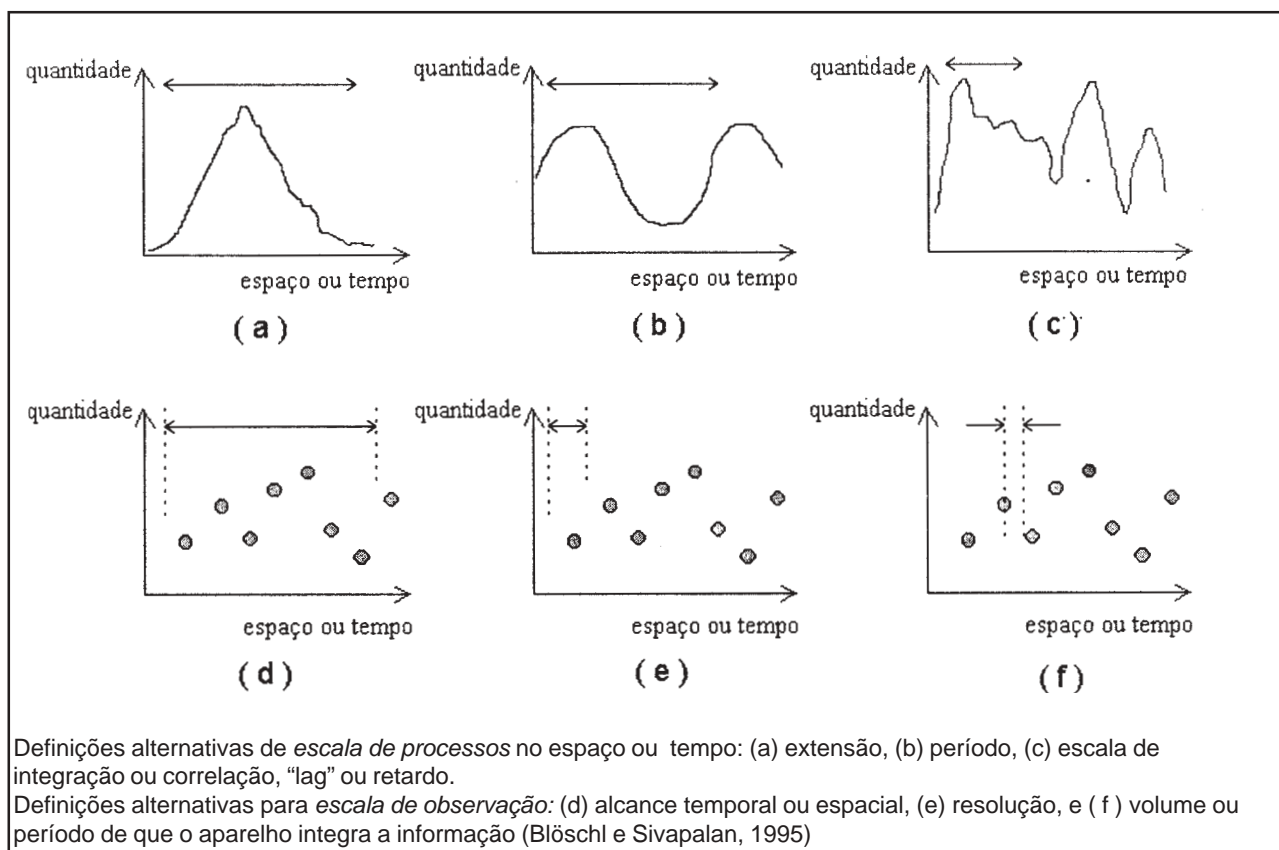 quantidade
espaço ou tempo
( a )
quantidade
espaço ou tempo
( b )
quantidade
espaço ou tempo
( c )
quantidade
espaço ou tempo
( d )
quantidade
espaço ou tempo
( e )
quantidade
espaço ou tempo
( f )
Definições alternativas de escala de processos no espaço ou tempo: (a) extensão, (b) período, (c) escala de
integração ou correlação, “lag” ou retardo.
Definições alternativas para escala de observação: (d) alcance temporal ou espacial, (e) resolução, e ( f ) volume ou
período de que o aparelho integra a informação (Blöschl e Sivapalan, 1995)